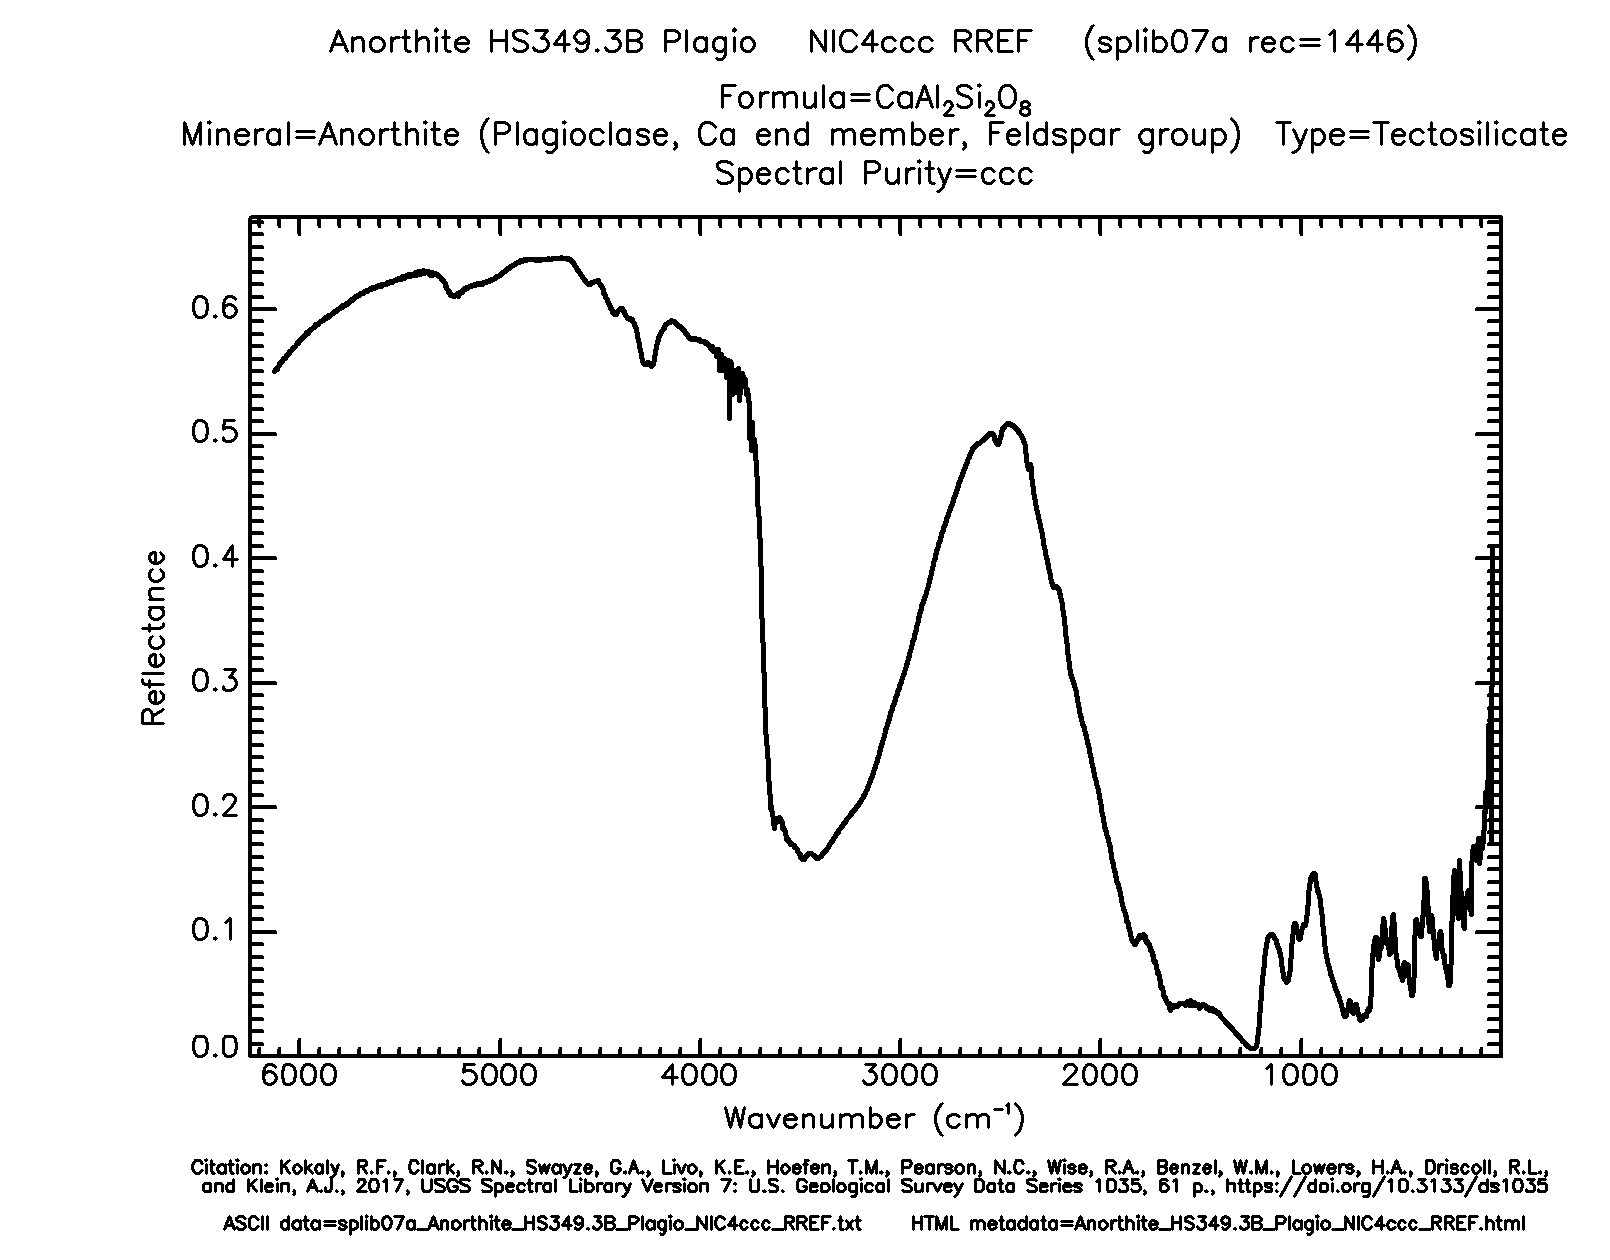 Anorthite HS349.3B Plagio NIC4ccc RREF (splib07a rec=1446)
Formula=CaAl₂Si₂O₈
Mineral=Anorthite (Plagioclase, Ca end member, Feldspar group) Type=Tectosilicate
Spectral Purity=ccc
0.6
0.5
0.4
0.3
0.2
0.1
0.0
Reflectance
6000 5000 4000 3000 2000 1000
Wavenumber (cm⁻¹)
Citation: Kokaly, R.F., Clark, R.N., Swayze, G.A., Livo, K.E., Hoefen, T.M., Pearson, N.C., Wise, R.A., Benzel, W.M., Lowers, H.A., Driscoll, R.L.,
and Klein, A.J., 2017, USGS Spectral Library Version 7: U.S. Geological Survey Data Series 1035, 61 p., https://doi.org/10.3133/ds1035
ASCII data=splib07a_Anorthite_HS349.3B_Plagio_NIC4ccc_RREF.txt HTML metadata=Anorthite_HS349.3B_Plagio_NIC4ccc_RREF.html